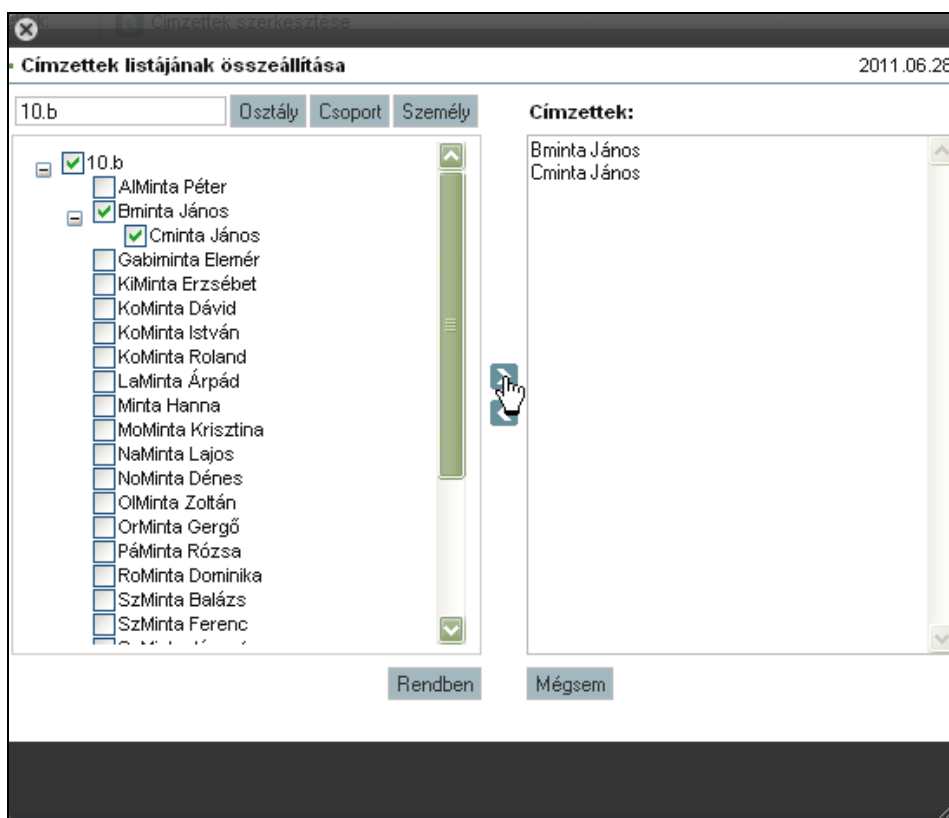 Címzettek szerkesztése
Címzettek listájának összeállítása 2011.06.28
10.b Osztály Csoport Személy Címzettek:
10.b
AlMinta Péter
Bminta János
Cminta János
Gabiminta Elemér
KiMinta Erzsébet
KoMinta Dávid
KoMinta István
KoMinta Roland
LaMinta Árpád
Minta Hanna
MoMinta Krisztina
NaMinta Lajos
NoMinta Dénes
OlMinta Zoltán
OrMinta Gergő
PáMinta Rózsa
RoMinta Dominika
SzMinta Balázs
SzMinta Ferenc
Bminta János
Cminta János
Rendben Mégsem